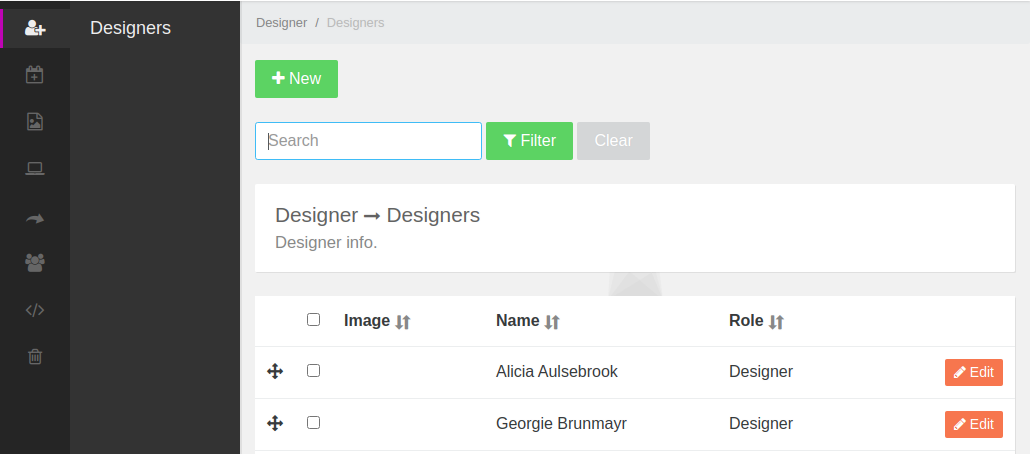 Designers
Designer / Designers
New
Search Filter Clear
Designer → Designers
Designer info.
Image Name Role
Alicia Aulsebrook Designer Edit
Georgie Brunmayr Designer Edit